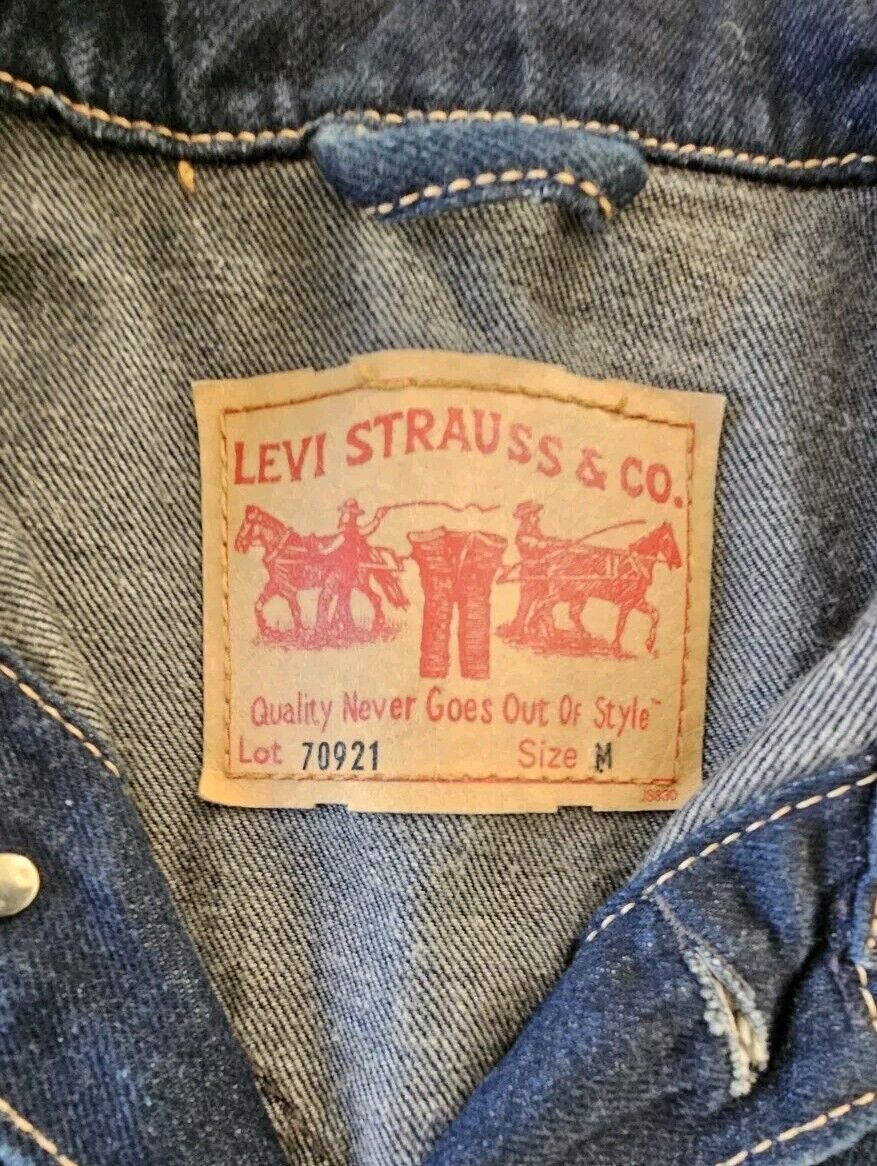 LEVI STRAUSS & CO.
Quality Never Goes Out Of Style™
Lot 70921 Size M